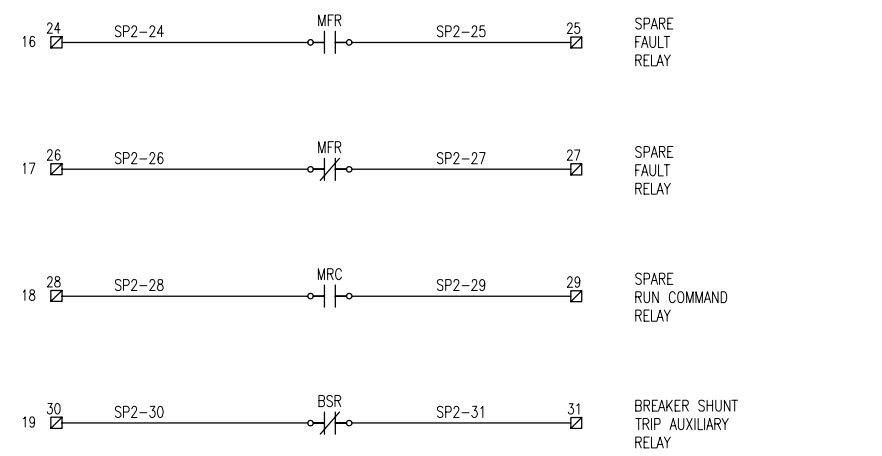 24 SP2-24 MFR SP2-25 25 SPARE
16 FAULT
RELAY
26 SP2-26 MFR SP2-27 27 SPARE
17 FAULT
RELAY
28 SP2-28 MRC SP2-29 29 SPARE
18 RUN COMMAND
RELAY
30 SP2-30 BSR SP2-31 31 BREAKER SHUNT
19 TRIP AUXILIARY
RELAY